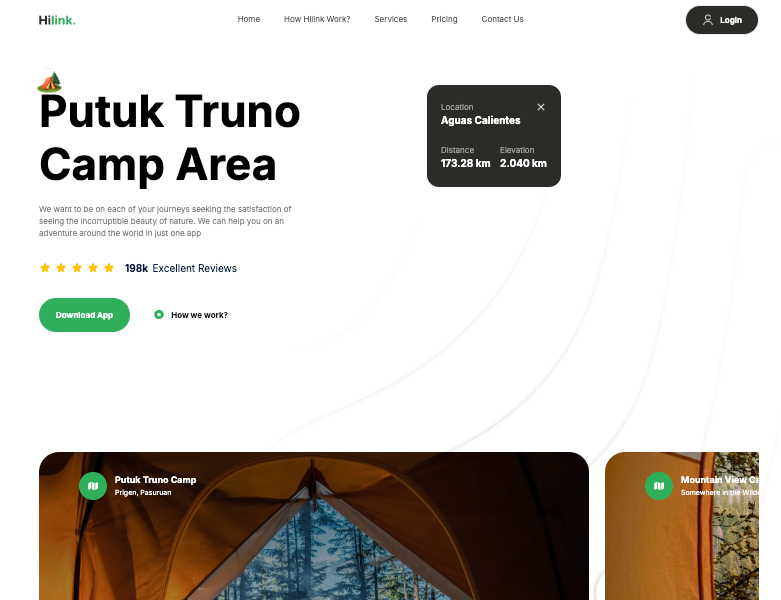 Hilink.
Home
How Hilink Work?
Services
Pricing
Contact Us
Login
Putuk Truno
Camp Area
We want to be on each of your journeys seeking the satisfaction of
seeing the incorruptible beauty of nature. We can help you on an
adventure around the world in just one app
198k Excellent Reviews
Download App
How we work?
Location
Aguas Calientes
Distance
Elevation
173.28 km
2.040 km
Putuk Truno Camp
Prigen, Pasuruan
Mountain View
Somewhere in the